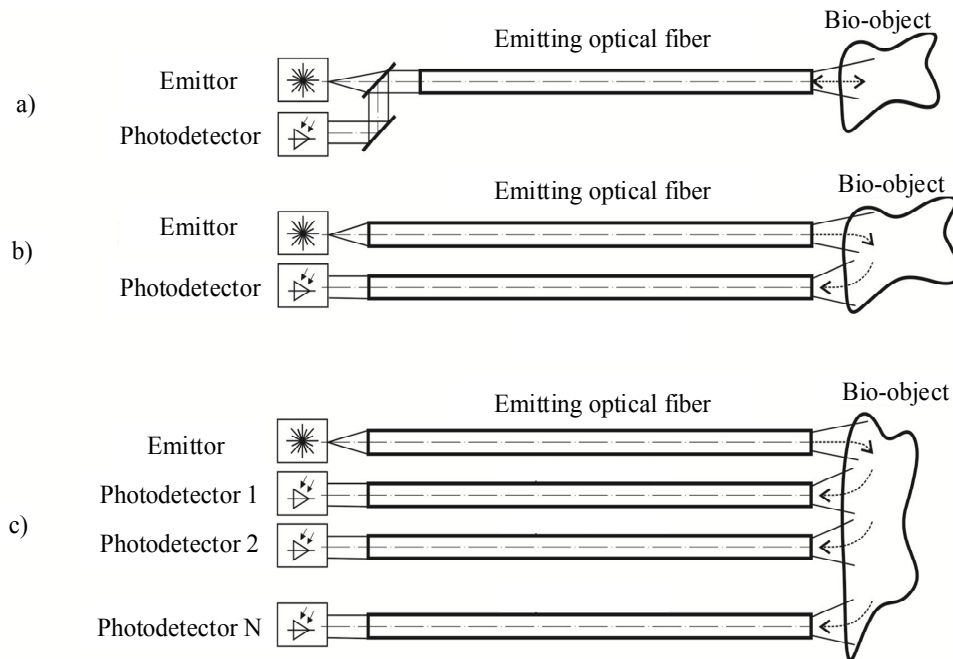 Bio-object
Emitting optical fiber
Emittor
a)
Photodetector
Bio-object
Emitting optical fiber
Emittor
b)
Photodetector
Bio-object
Emitting optical fiber
Emittor
Photodetector 1
c)
Photodetector 2
Photodetector N